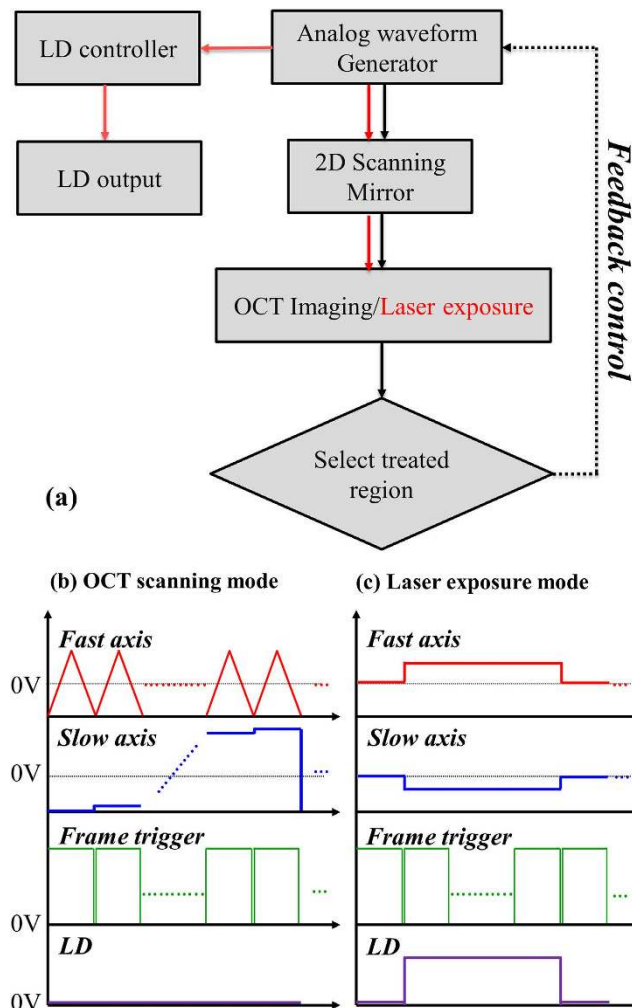 LD controller
Analog waveform
Generator
LD output
2D Scanning
Mirror
OCT Imaging/Laser exposure
Select treated
region
Feedback control
(a)
(b) OCT scanning mode
(c) Laser exposure mode
Fast axis
Fast axis
0V
Slow axis
Slow axis
0V
Frame trigger
Frame trigger
0V
LD
LD
0V